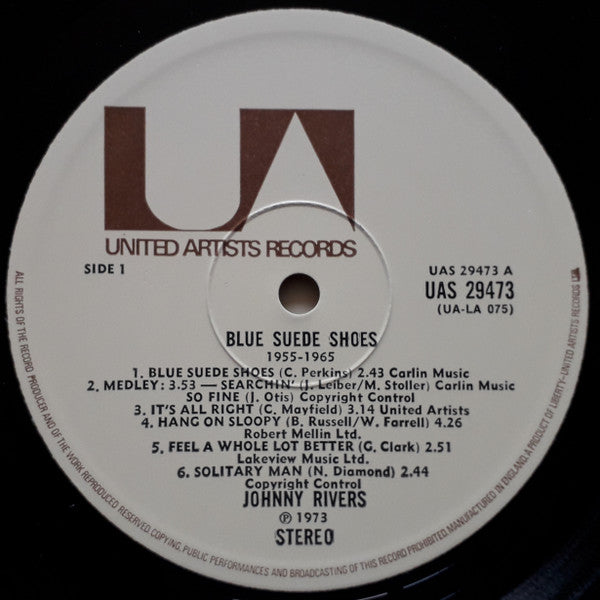 UA
UNITED ARTISTS RECORDS
SIDE 1
UAS 29473 A
UAS 29473
(UA-LA 075)
BLUE SUEDE SHOES
1955-1965
1. BLUE SUEDE SHOES (C. Perkins) 2.43 Carlin Music
2. MEDLEY: 3.53 — SEARCHIN' (J. Leiber/M. Stoller) Carlin Music
SO FINE (J. Otis) Copyright Control
3. IT'S ALL RIGHT (C. Mayfield) 3.14 United Artists
4. HANG ON SLOOPY (B. Russell/W. Farrell) 4.26
Robert Mellin Ltd.
5. FEEL A WHOLE LOT BETTER (G. Clark) 2.51
Lakeview Music Ltd.
6. SOLITARY MAN (N. Diamond) 2.44
Copyright Control
JOHNNY RIVERS
℗ 1973
STEREO
ALL RIGHTS OF THE RECORD PRODUCER AND OF THE OWNER OF THE WORK REPRODUCED RESERVED. COPYING, PUBLIC PERFORMANCES AND BROADCASTING OF THIS RECORD PROHIBITED. MANUFACTURED IN ENGLAND. A PRODUCT OF LIBERTY-UNITED ARTISTS RECORDS LTD.